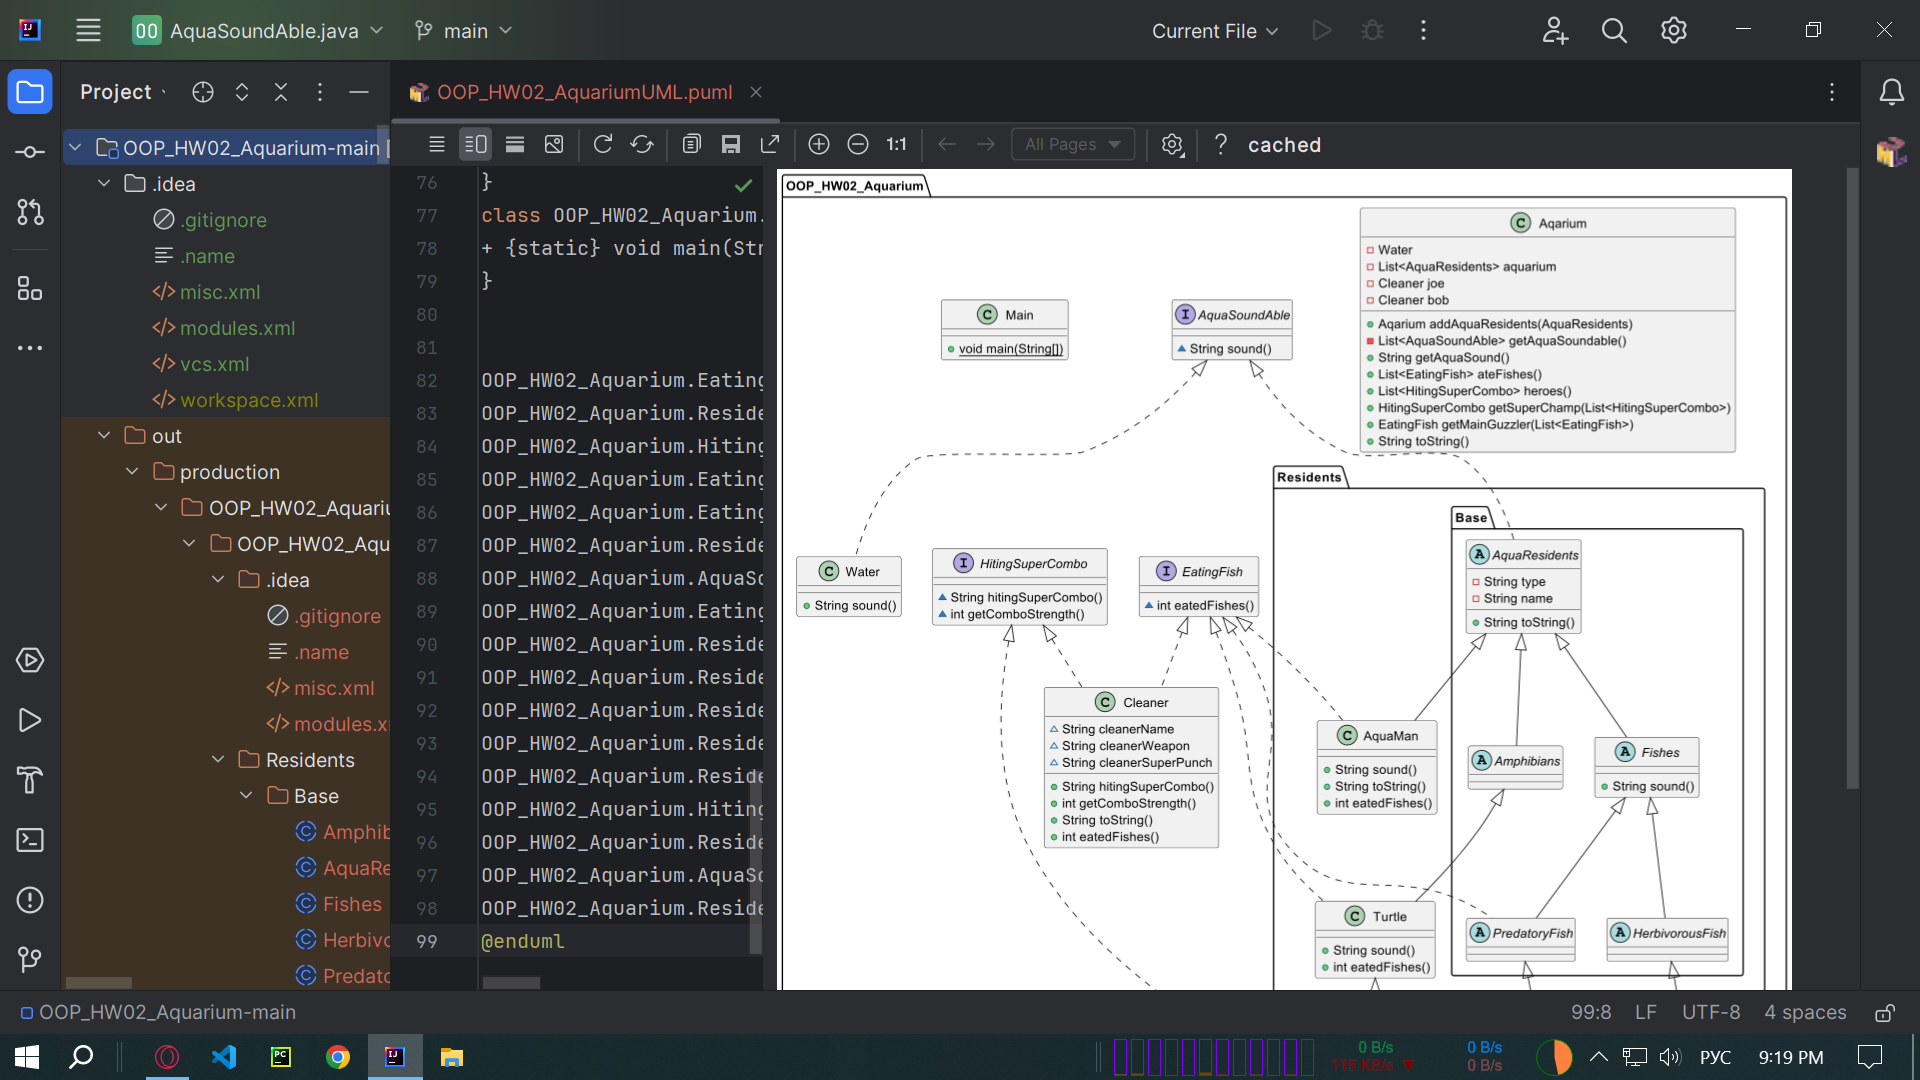 AquaSoundAble.java
main
Current File
Project
OOP_HW02_AquariumUML.puml
OOP_HW02_Aquarium-main
.idea
.gitignore
.name
misc.xml
modules.xml
vcs.xml
workspace.xml
out
production
OOP_HW02_Aquariu
OOP_HW02_Aqu
.idea
.gitignore
.name
misc.xml
modules.x
Residents
Base
Amphib
AquaRe
Fishes
Herbivo
Predato
1:1
All Pages
? cached
76 }
77 class OOP_HW02_Aquarium.
78 + {static} void main(Str
79 }
80
81
82 OOP_HW02_Aquarium.Eating
83 OOP_HW02_Aquarium.Reside
84 OOP_HW02_Aquarium.Hiting
85 OOP_HW02_Aquarium.Eating
86 OOP_HW02_Aquarium.Eating
87 OOP_HW02_Aquarium.Reside
88 OOP_HW02_Aquarium.AquaSo
89 OOP_HW02_Aquarium.Eating
90 OOP_HW02_Aquarium.Reside
91 OOP_HW02_Aquarium.Reside
92 OOP_HW02_Aquarium.Reside
93 OOP_HW02_Aquarium.Reside
94 OOP_HW02_Aquarium.Reside
95 OOP_HW02_Aquarium.Hiting
96 OOP_HW02_Aquarium.Reside
97 OOP_HW02_Aquarium.AquaSo
98 OOP_HW02_Aquarium.Reside
99 @enduml
OOP_HW02_Aquarium
C Aqarium
Water
List<AquaResidents> aquarium
Cleaner joe
Cleaner bob
Aqarium addAquaResidents(AquaResidents)
List<AquaSoundAble> getAquaSoundable()
String getAquaSound()
List<EatingFish> ateFishes()
List<HitingSuperCombo> heroes()
HitingSuperCombo getSuperChamp(List<HitingSuperCombo>)
EatingFish getMainGuzzler(List<EatingFish>)
String toString()
C Main
void main(String[])
I AquaSoundAble
String sound()
Residents
Base
C Water
String sound()
I HitingSuperCombo
String hitingSuperCombo()
int getComboStrength()
I EatingFish
int eatedFishes()
A AquaResidents
String type
String name
String toString()
C Cleaner
String cleanerName
String cleanerWeapon
String cleanerSuperPunch
String hitingSuperCombo()
int getComboStrength()
String toString()
int eatedFishes()
C AquaMan
String sound()
String toString()
int eatedFishes()
A Amphibians
A Fishes
String sound()
C Turtle
String sound()
int eatedFishes()
A PredatoryFish
A HerbivorousFish
OOP_HW02_Aquarium-main
99:8 LF UTF-8 4 spaces
0 B/s
115 KB/s
0 B/s
0 B/s
РУС
9:19 PM